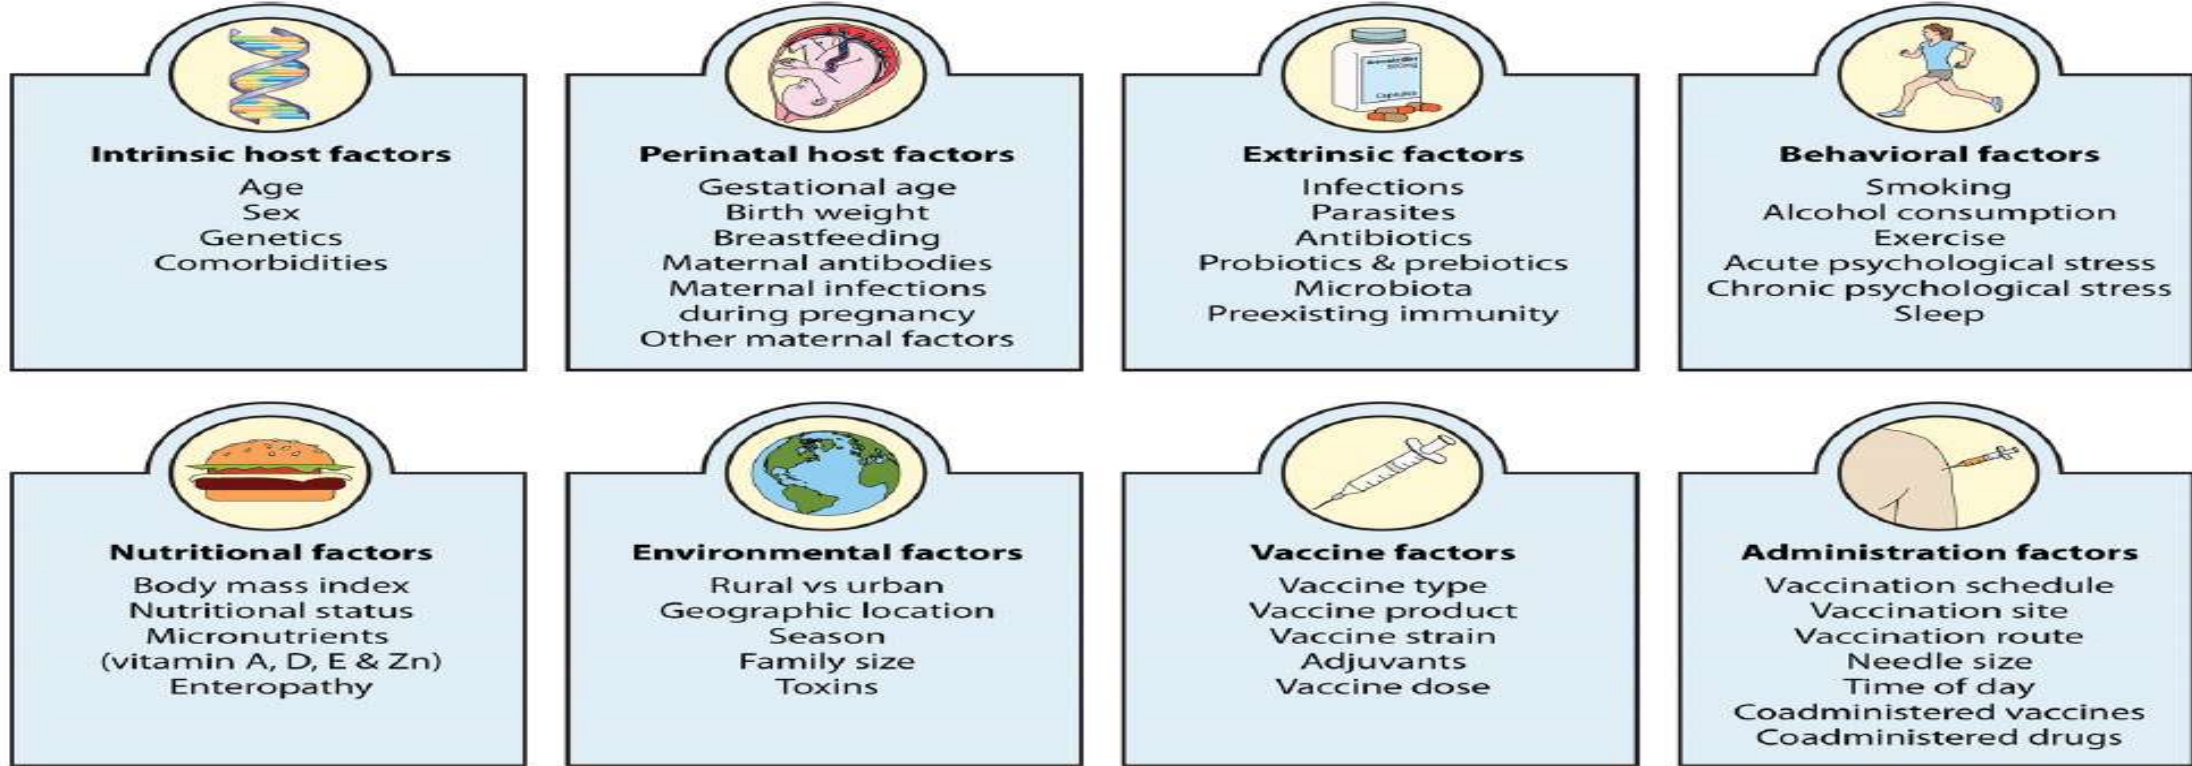 Intrinsic host factors
Age
Sex
Genetics
Comorbidities
Perinatal host factors
Gestational age
Birth weight
Breastfeeding
Maternal antibodies
Maternal infections
during pregnancy
Other maternal factors
Capsules
Extrinsic factors
Infections
Parasites
Antibiotics
Probiotics & prebiotics
Microbiota
Preexisting immunity
Behavioral factors
Smoking
Alcohol consumption
Exercise
Acute psychological stress
Chronic psychological stress
Sleep
Nutritional factors
Body mass index
Nutritional status
Micronutrients
(vitamin A, D, E & Zn)
Enteropathy
Environmental factors
Rural vs urban
Geographic location
Season
Family size
Toxins
Vaccine factors
Vaccine type
Vaccine product
Vaccine strain
Adjuvants
Vaccine dose
Administration factors
Vaccination schedule
Vaccination site
Vaccination route
Needle size
Time of day
Coadministered vaccines
Coadministered drugs